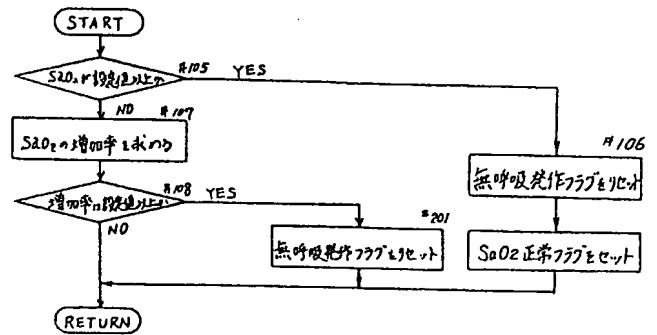 START
SaO₂が設定値以上か
#105
YES
NO
#107
SaO₂の増加率を求める
#106
無呼吸発作フラグをリセット
増加率は設定値以上か
#108
YES
NO
#201
無呼吸発作フラグをリセット
SaO2正常フラグをセット
RETURN